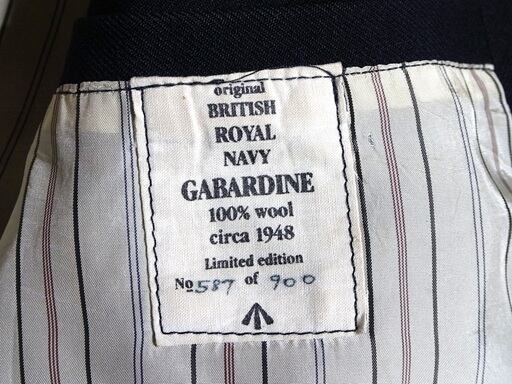 original
BRITISH
ROYAL
NAVY
GABARDINE
100% wool
circa 1948
Limited edition
No 587 of 900